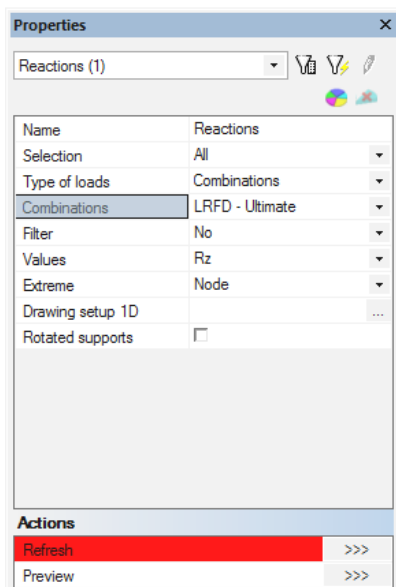 Properties
Reactions (1)
Name Reactions
Selection All
Type of loads Combinations
Combinations LRFD - Ultimate
Filter No
Values Rz
Extreme Node
Drawing setup 1D ...
Rotated supports
Actions
Refresh >>>
Preview >>>